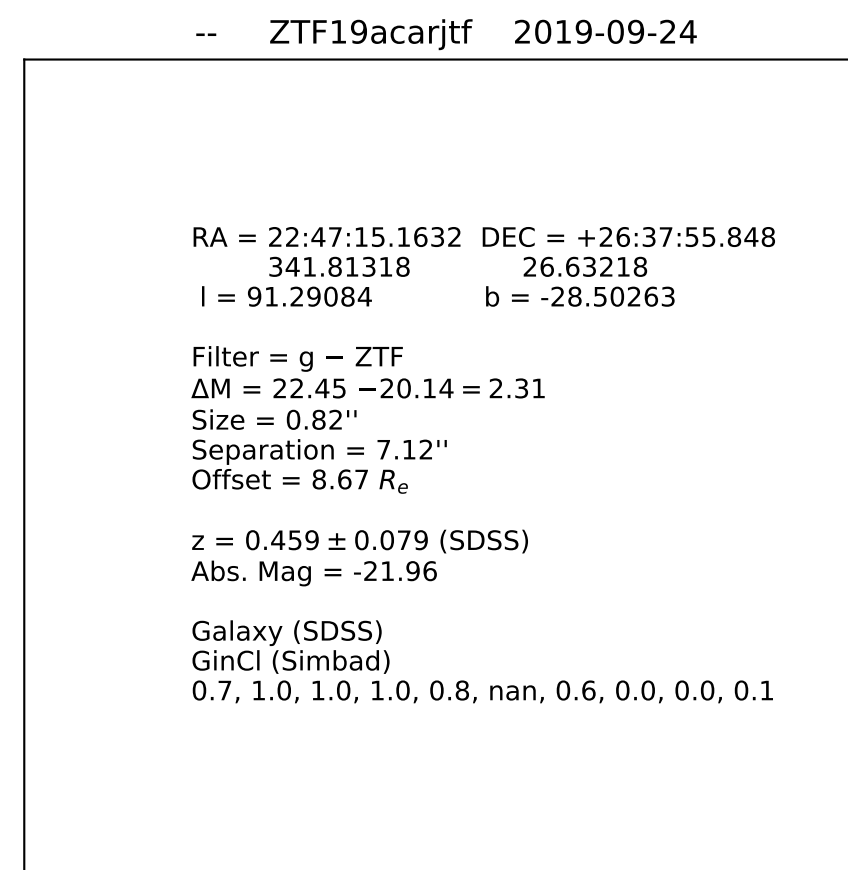 -- ZTF19acarjtf 2019-09-24
RA = 22:47:15.1632 DEC = +26:37:55.848
341.81318 26.63218
l = 91.29084 b = -28.50263
Filter = g − ZTF
ΔM = 22.45 −20.14 = 2.31
Size = 0.82''
Separation = 7.12''
Offset = 8.67 Rₑ
z = 0.459 ± 0.079 (SDSS)
Abs. Mag = -21.96
Galaxy (SDSS)
GinCl (Simbad)
0.7, 1.0, 1.0, 1.0, 0.8, nan, 0.6, 0.0, 0.0, 0.1